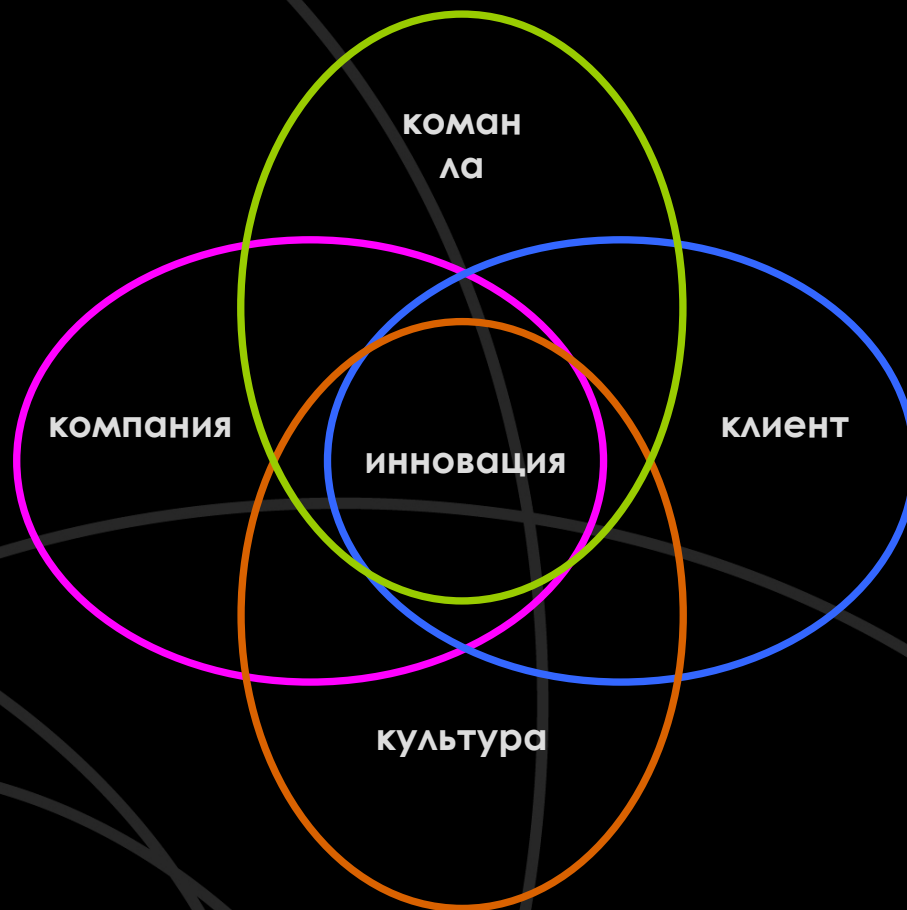 коман
ла
компания
клиент
инновация
культура